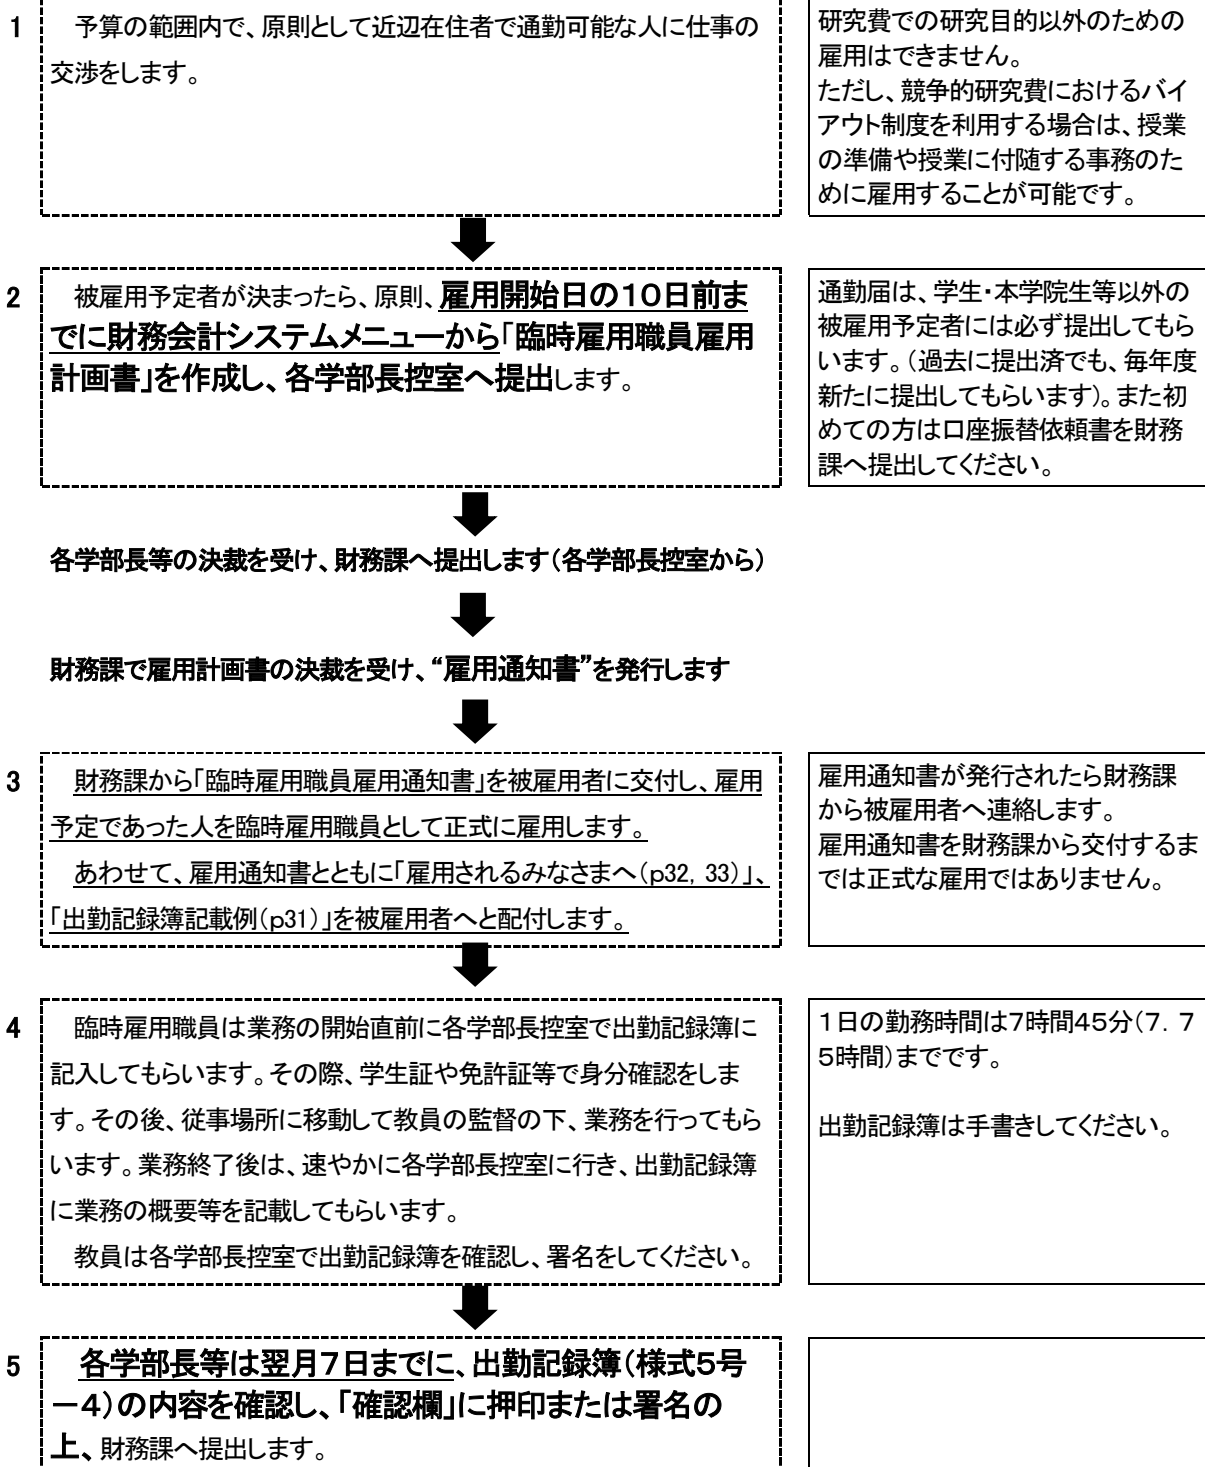 1
予算の範囲内で、原則として近辺在住者で通勤可能な人に仕事の
交渉をします。
研究費での研究目的以外のための
雇用はできません。
ただし、競争的研究費におけるバイ
アウト制度を利用する場合は、授業
の準備や授業に付随する事務のた
めに雇用することが可能です。
2
被雇用予定者が決まったら、原則、雇用開始日の10日前ま
でに財務会計システムメニューから「臨時雇用職員雇用
計画書」を作成し、各学部長控室へ提出します。
通勤届は、学生・本学院生等以外の
被雇用予定者には必ず提出してもら
います。(過去に提出済でも、毎年度
新たに提出してもらいます)。また初
めての方は口座振替依頼書を財務
課へ提出してください。
各学部長等の決裁を受け、財務課へ提出します(各学部長控室から)
財務課で雇用計画書の決裁を受け、“雇用通知書”を発行します
3
財務課から「臨時雇用職員雇用通知書」を被雇用者に交付し、雇用
予定であった人を臨時雇用職員として正式に雇用します。
あわせて、雇用通知書とともに「雇用されるみなさまへ(p32, 33)」、
「出勤記録簿記載例(p31)」を被雇用者へと配付します。
雇用通知書が発行されたら財務課
から被雇用者へ連絡します。
雇用通知書を財務課から交付するま
では正式な雇用ではありません。
4
臨時雇用職員は業務の開始直前に各学部長控室で出勤記録簿に
記入してもらいます。その際、学生証や免許証等で身分確認をしま
す。その後、従事場所に移動して教員の監督の下、業務を行ってもら
います。業務終了後は、速やかに各学部長控室に行き、出勤記録簿
に業務の概要等を記載してもらいます。
教員は各学部長控室で出勤記録簿を確認し、署名をしてください。
1日の勤務時間は7時間45分(7.7
5時間)までです。
出勤記録簿は手書きしてください。
5
各学部長等は翌月7日までに、出勤記録簿(様式5号
-4)の内容を確認し、「確認欄」に押印または署名の
上、財務課へ提出します。